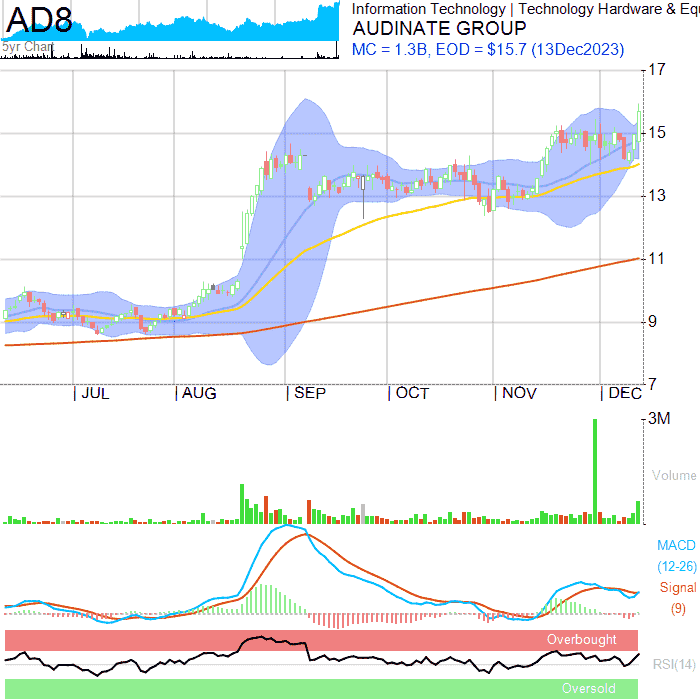 AD8
5yr Chart
Information Technology | Technology Hardware & Equ
AUDINATE GROUP
MC = 1.3B, EOD = $15.7 (13Dec2023)
17
15
13
11
9
7
| JUL
| AUG
| SEP
| OCT
| NOV
| DEC
3M
Volume
MACD
(12-26)
Signal
(9)
Overbought
RSI(14)
Oversold